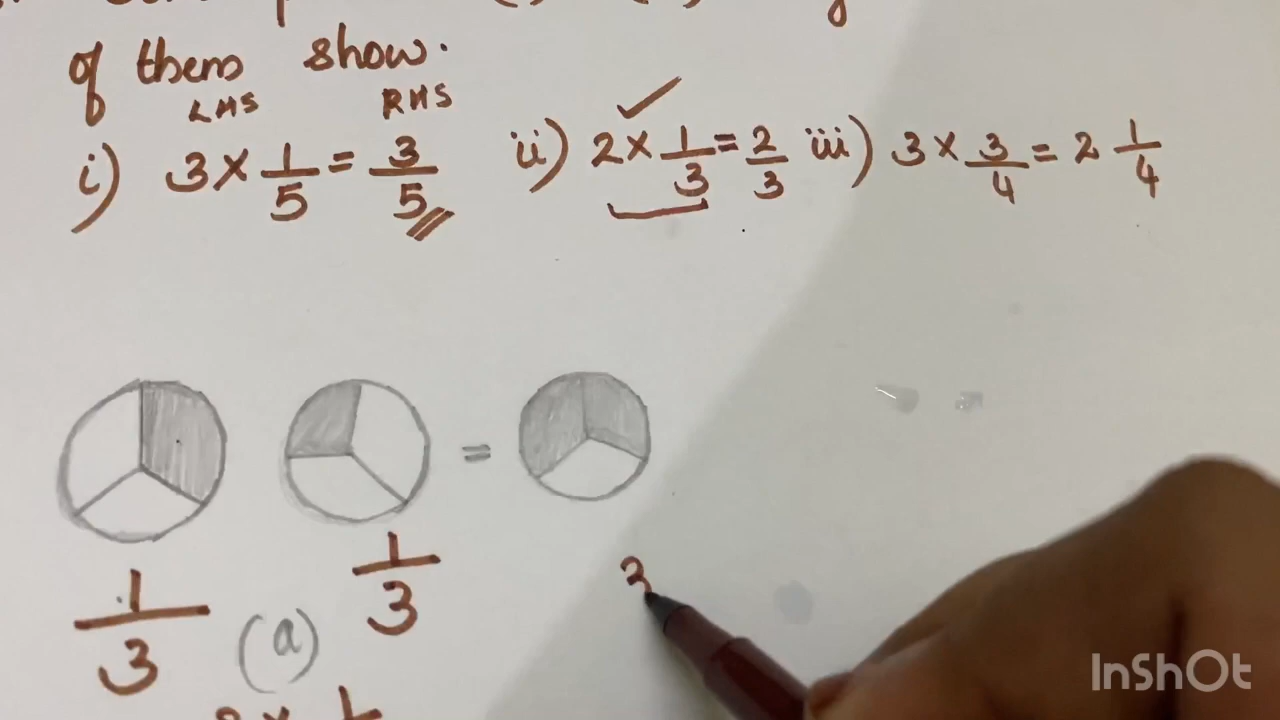 of them show.
LHS RHS
i) 3 × 1/5 = 3/5 ii) 2 × 1/3 = 2/3 iii) 3 × 3/4 = 2 1/4
=
1/3 (a) 1/3
InShOt